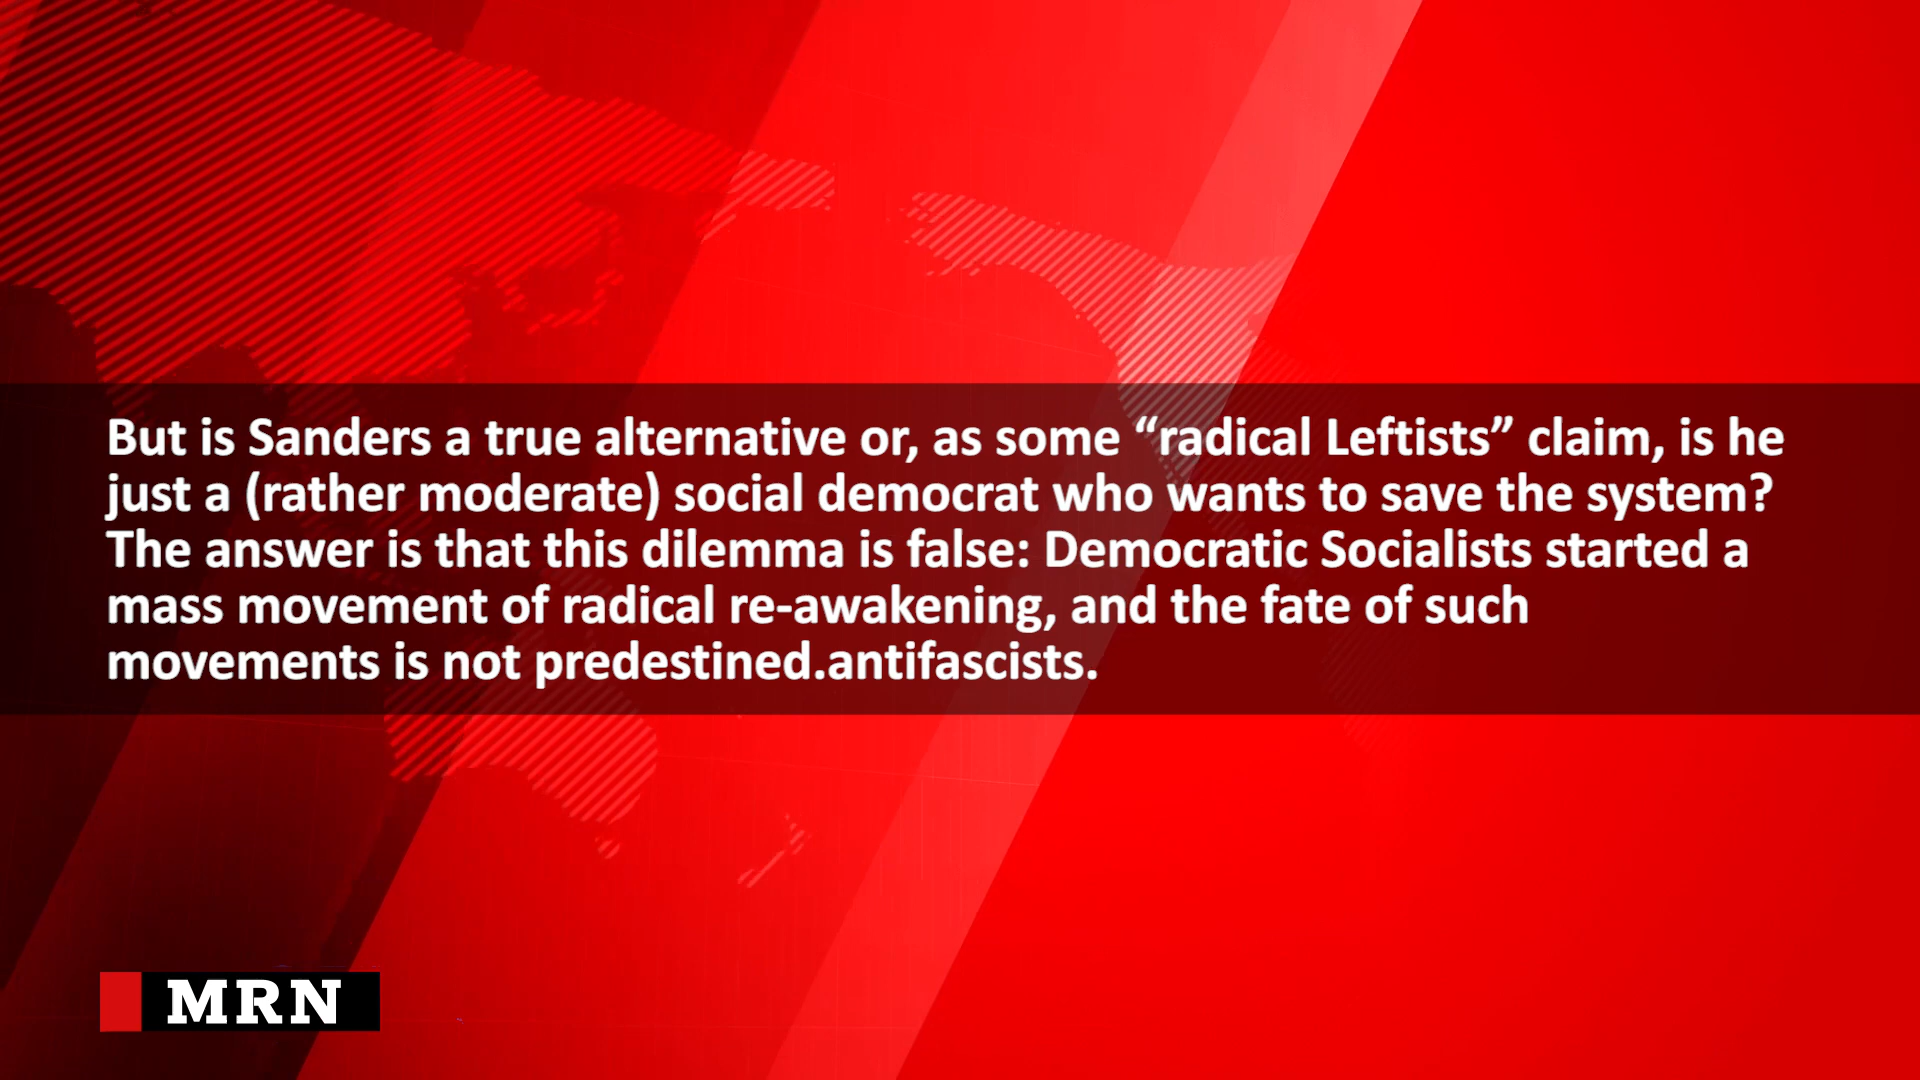 But is Sanders a true alternative or, as some “radical Leftists” claim, is he
just a (rather moderate) social democrat who wants to save the system?
The answer is that this dilemma is false: Democratic Socialists started a
mass movement of radical re-awakening, and the fate of such
movements is not predestined.antifascists.
MRN